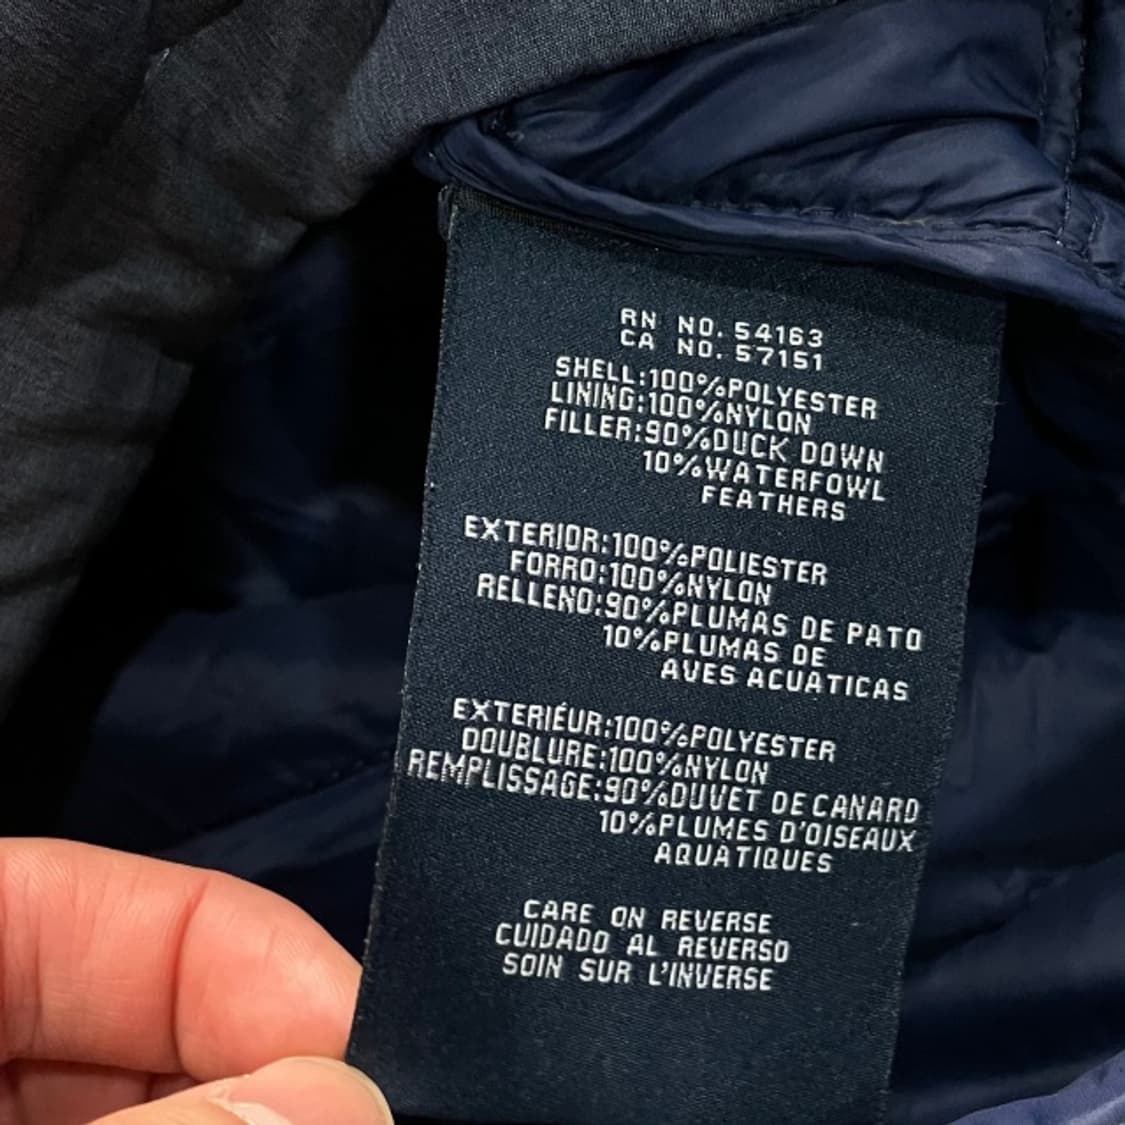 RN NO. 54163
CA NO. 57151
SHELL:100%POLYESTER
LINING:100%NYLON
FILLER:90%DUCK DOWN
10%WATERFOWL
FEATHERS
EXTERIOR:100%POLIESTER
FORRO:100%NYLON
RELLENO:90%PLUMAS DE PATO
10%PLUMAS DE
AVES ACUÁTICAS
EXTERIÉUR:100%POLYESTER
DOUBLURE:100%NYLON
REMPLISSAGE:90%DUVET DE CANARD
10%PLUMES D'OISEAUX
AQUÀTIQUES
CARE ON REVERSE
CUIDADO AL REVERSO
SOIN SUR L'INVERSE